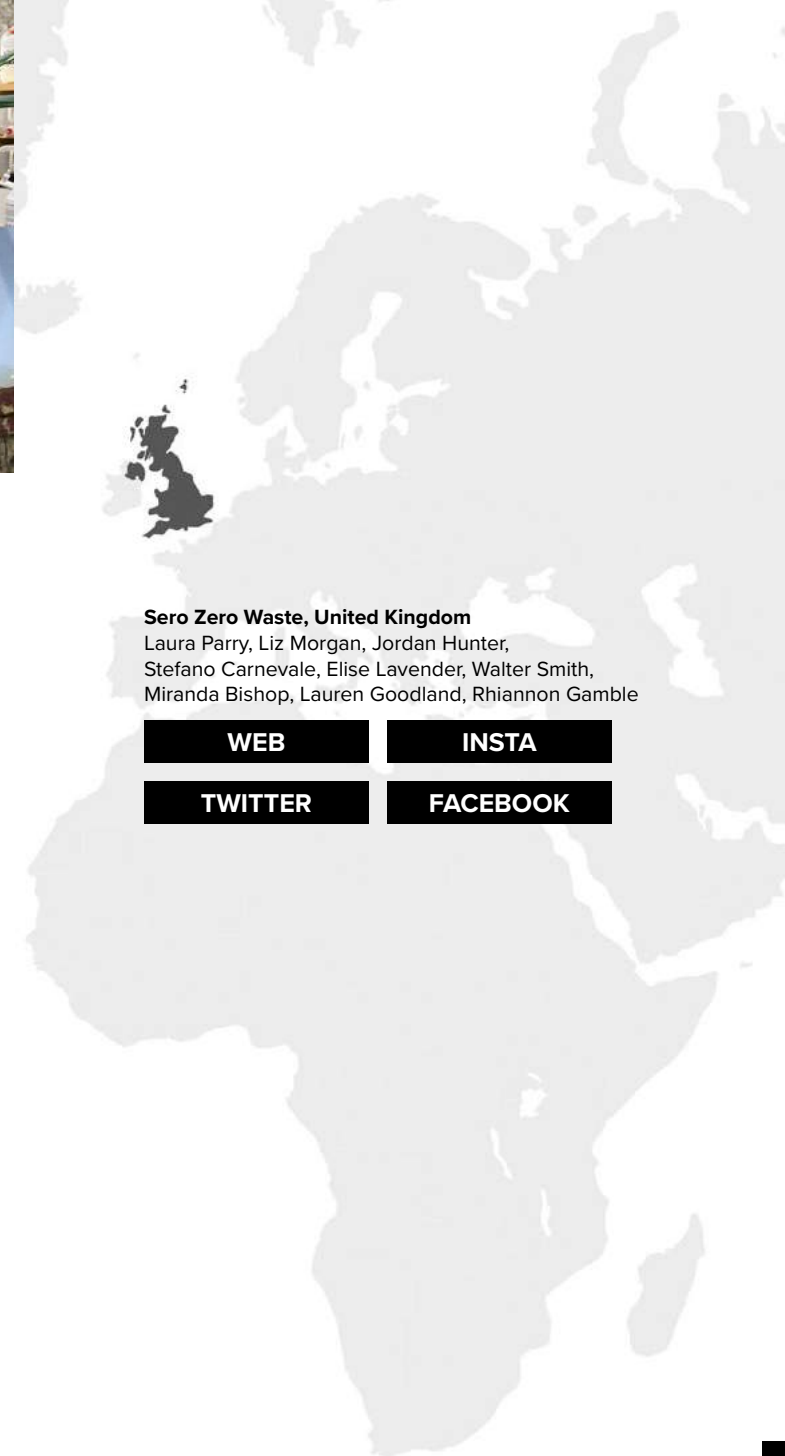 Sero Zero Waste, United Kingdom
Laura Parry, Liz Morgan, Jordan Hunter,
Stefano Carnevale, Elise Lavender, Walter Smith,
Miranda Bishop, Lauren Goodland, Rhiannon Gamble
WEB
INSTA
TWITTER
FACEBOOK